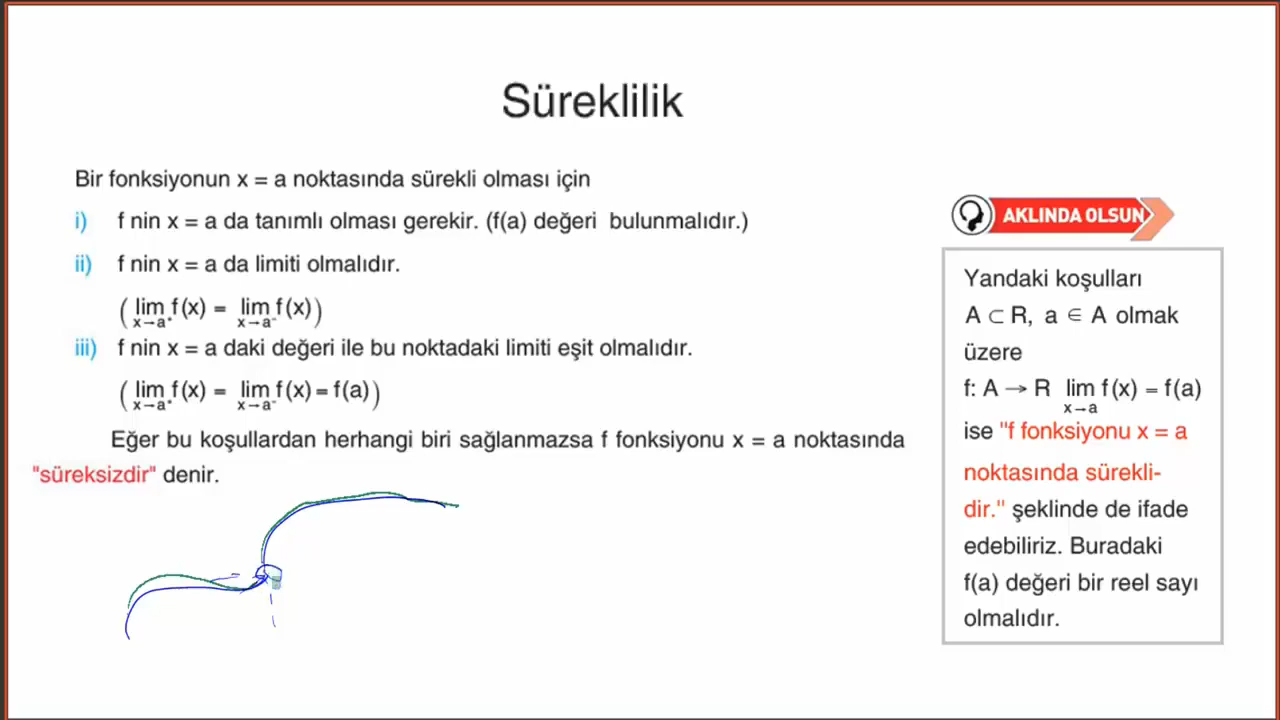 Süreklilik
Bir fonksiyonun x = a noktasında sürekli olması için
i) f nin x = a da tanımlı olması gerekir. (f(a) değeri bulunmalıdır.)
ii) f nin x = a da limiti olmalıdır.
( lim f(x) = lim f(x) )
x→a⁺ x→a⁻
iii) f nin x = a daki değeri ile bu noktadaki limiti eşit olmalıdır.
( lim f(x) = lim f(x) = f(a) )
x→a⁺ x→a⁻
Eğer bu koşullardan herhangi biri sağlanmazsa f fonksiyonu x = a noktasında
"süreksizdir" denir.
AKLINDA OLSUN
Yandaki koşulları
A ⊂ R, a ∈ A olmak
üzere
f: A → R lim f(x) = f(a)
x→a
ise "f fonksiyonu x = a
noktasında sürekli-
dir." şeklinde de ifade
edebiliriz. Buradaki
f(a) değeri bir reel sayı
olmalıdır.